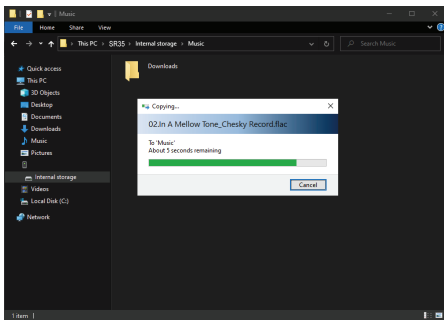 Music
File Home Share View
This PC › SR35 › Internal storage › Music
Search Music
Quick access
This PC
3D Objects
Desktop
Documents
Downloads
Music
Pictures
Internal storage
Videos
Local Disk (C:)
Network
Downloads
Copying...
02.In A Mellow Tone_Chesky Record.flac
To 'Music'
About 5 seconds remaining
Cancel
1 item